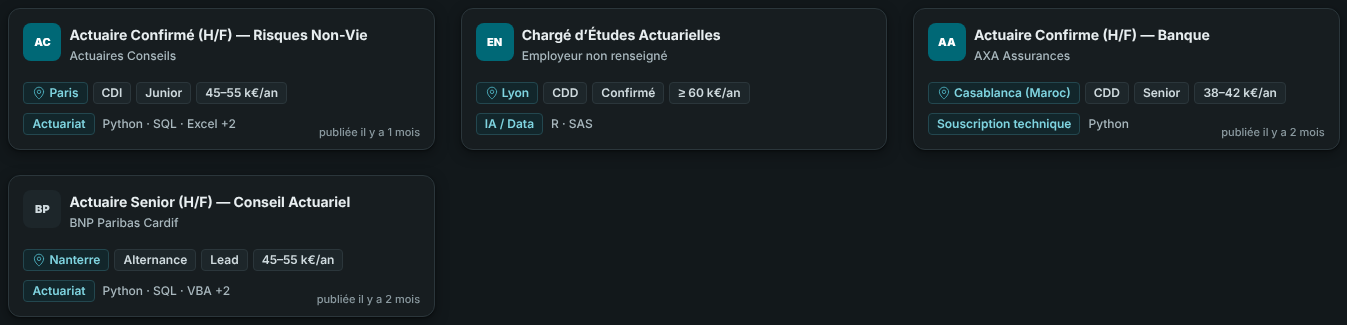 AC
Actuaire Confirmé (H/F) — Risques Non-Vie
Actuaires Conseils
Paris CDI Junior 45–55 k€/an
Actuariat Python · SQL · Excel +2
publiée il y a 1 mois
EN
Chargé d’Études Actuarielles
Employeur non renseigné
Lyon CDD Confirmé ≥ 60 k€/an
IA / Data R · SAS
AA
Actuaire Confirme (H/F) — Banque
AXA Assurances
Casablanca (Maroc) CDD Senior 38–42 k€/an
Souscription technique Python
publiée il y a 2 mois
BP
Actuaire Senior (H/F) — Conseil Actuariel
BNP Paribas Cardif
Nanterre Alternance Lead 45–55 k€/an
Actuariat Python · SQL · VBA +2
publiée il y a 2 mois